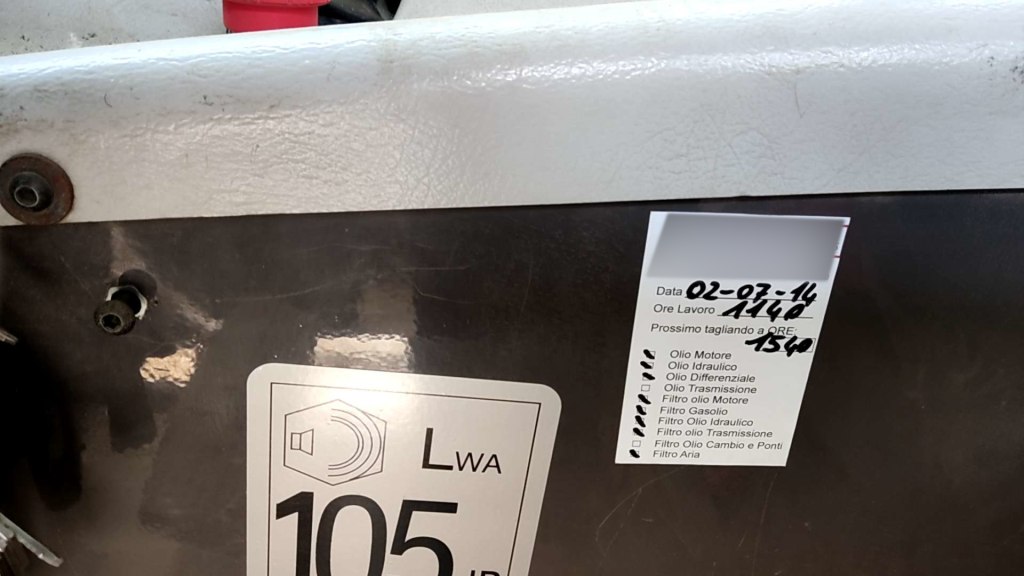 Data 02-07-14
Ore Lavoro 1140
Prossimo tagliando a ORE:
1540
Olio Motore
Olio Idraulico
Olio Differenziale
Olio Trasmissione
Filtro olio Motore
Filtro Gasolio
Filtro Olio Idraulico
Filtro olio Trasmissione
Filtro Olio Cambio e Ponti
Filtro Aria
LWA
105